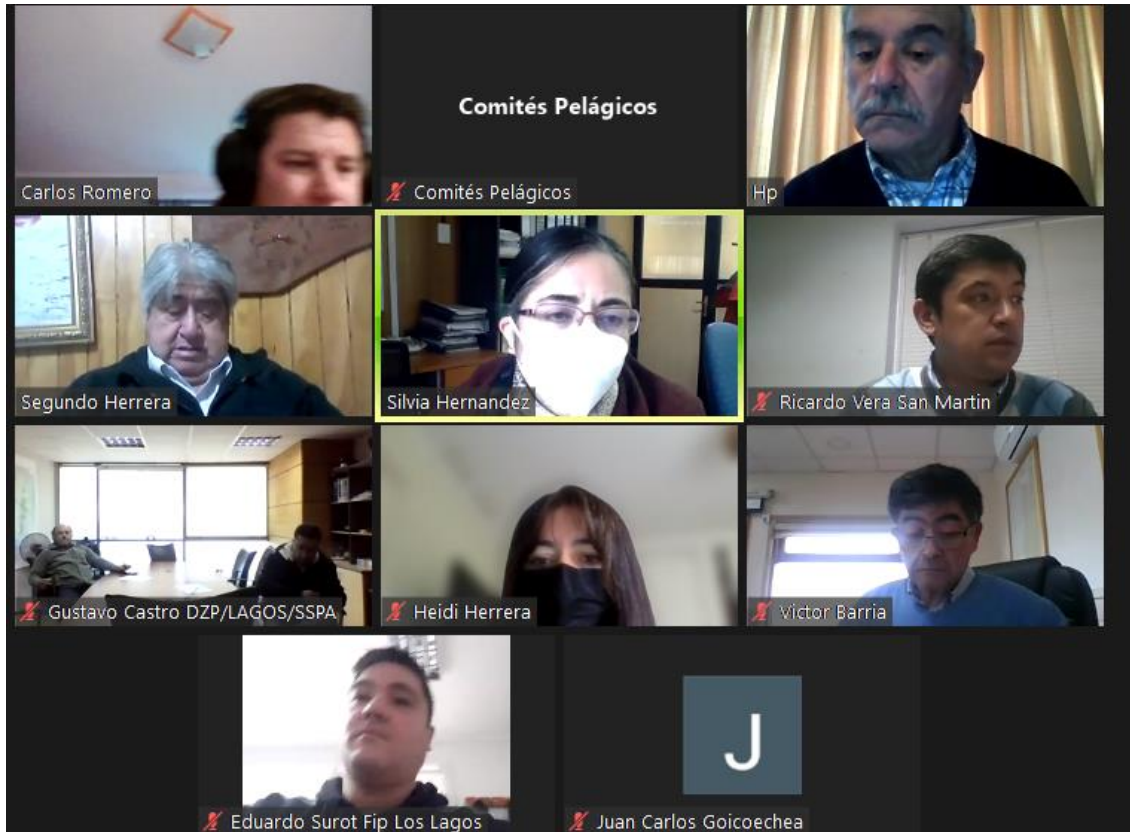 Carlos Romero
Comités Pelágicos
Comités Pelágicos
Hp
Segundo Herrera
Silvia Hernandez
Ricardo Vera San Martin
Gustavo Castro DZP/LAGOS/SSPA
Heidi Herrera
Victor Barria
Eduardo Surot Fip Los Lagos
J
Juan Carlos Goicoechea